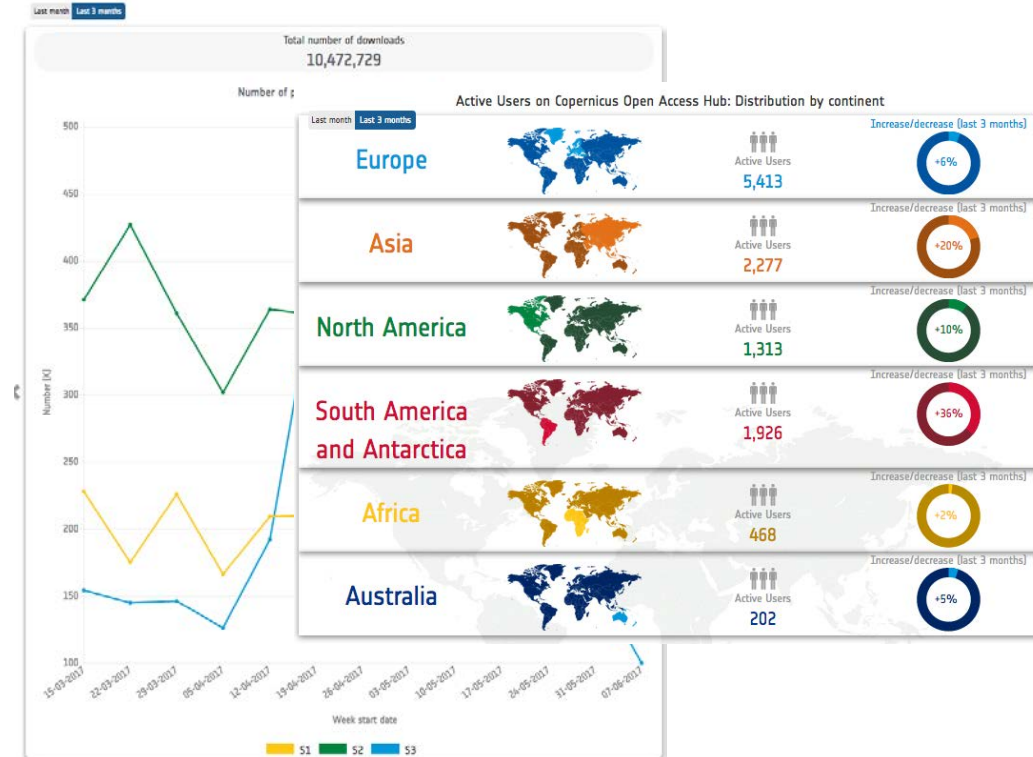 Last month Last 3 months
Total number of downloads
10,472,729
Number of
500
450
400
350
300
250
200
150
100
Number [K]
15-03-2017
22-03-2017
29-03-2017
05-04-2017
12-04-2017
19-04-2017
26-04-2017
03-05-2017
10-05-2017
17-05-2017
24-05-2017
31-05-2017
07-06-2017
Week start date
S1 S2 S3
Active Users on Copernicus Open Access Hub: Distribution by continent
Last month Last 3 months
Increase/decrease (last 3 months)
Europe
Active Users
5,413
+6%
Increase/decrease (last 3 months)
Asia
Active Users
2,277
+20%
Increase/decrease (last 3 months)
North America
Active Users
1,313
+10%
Increase/decrease (last 3 months)
South America
and Antarctica
Active Users
1,926
+36%
Increase/decrease (last 3 months)
Africa
Active Users
468
+2%
Increase/decrease (last 3 months)
Australia
Active Users
202
+5%